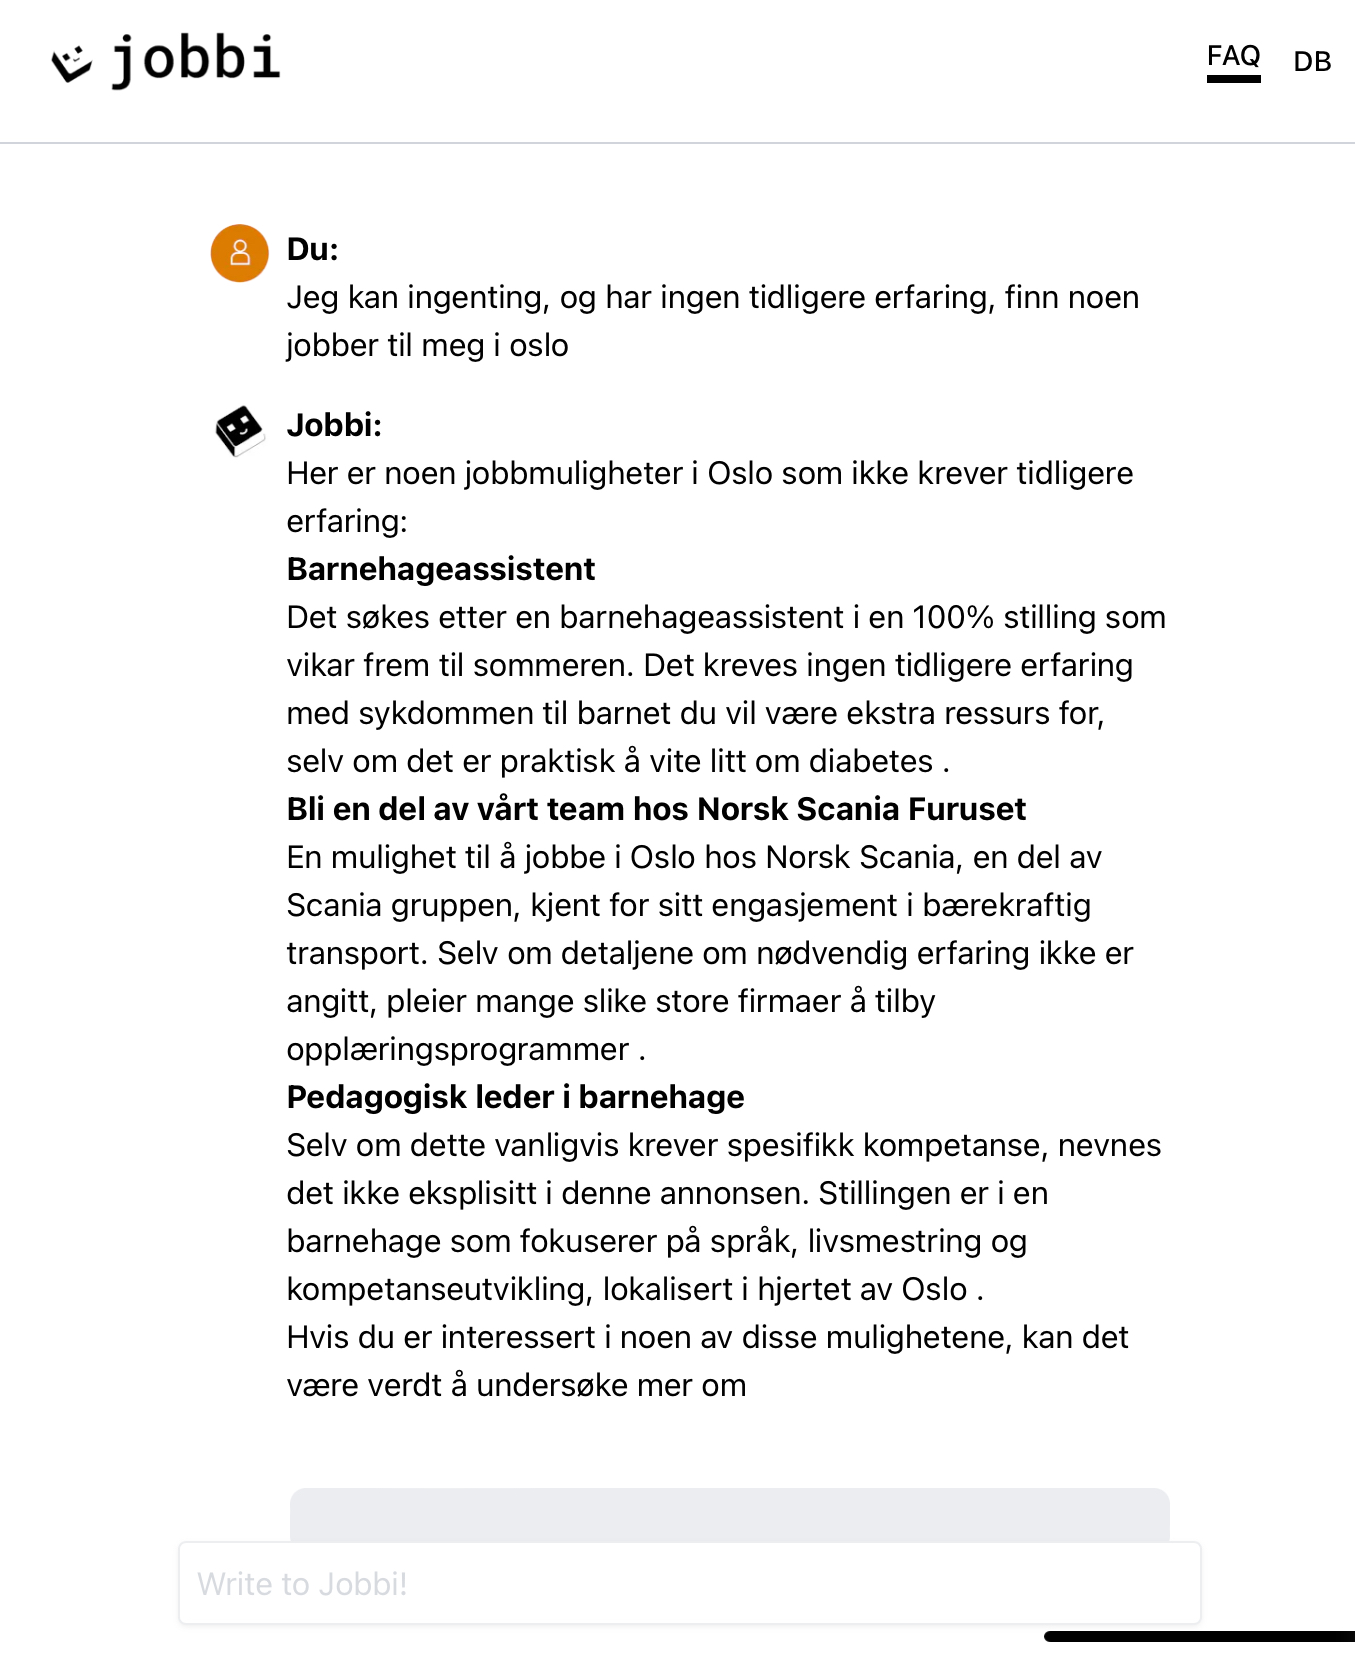 jobbi
FAQ
DB
Du:
Jeg kan ingenting, og har ingen tidligere erfaring, finn noen
jobber til meg i oslo
Jobbi:
Her er noen jobbmuligheter i Oslo som ikke krever tidligere
erfaring:
Barnehageassistent
Det søkes etter en barnehageassistent i en 100% stilling som
vikar frem til sommeren. Det kreves ingen tidligere erfaring
med sykdommen til barnet du vil være ekstra ressurs for,
selv om det er praktisk å vite litt om diabetes .
Bli en del av vårt team hos Norsk Scania Furuset
En mulighet til å jobbe i Oslo hos Norsk Scania, en del av
Scania gruppen, kjent for sitt engasjement i bærekraftig
transport. Selv om detaljene om nødvendig erfaring ikke er
angitt, pleier mange slike store firmaer å tilby
opplæringsprogrammer .
Pedagogisk leder i barnehage
Selv om dette vanligvis krever spesifikk kompetanse, nevnes
det ikke eksplisitt i denne annonsen. Stillingen er i en
barnehage som fokuserer på språk, livsmestring og
kompetanseutvikling, lokalisert i hjertet av Oslo .
Hvis du er interessert i noen av disse mulighetene, kan det
være verdt å undersøke mer om
Write to Jobbi!